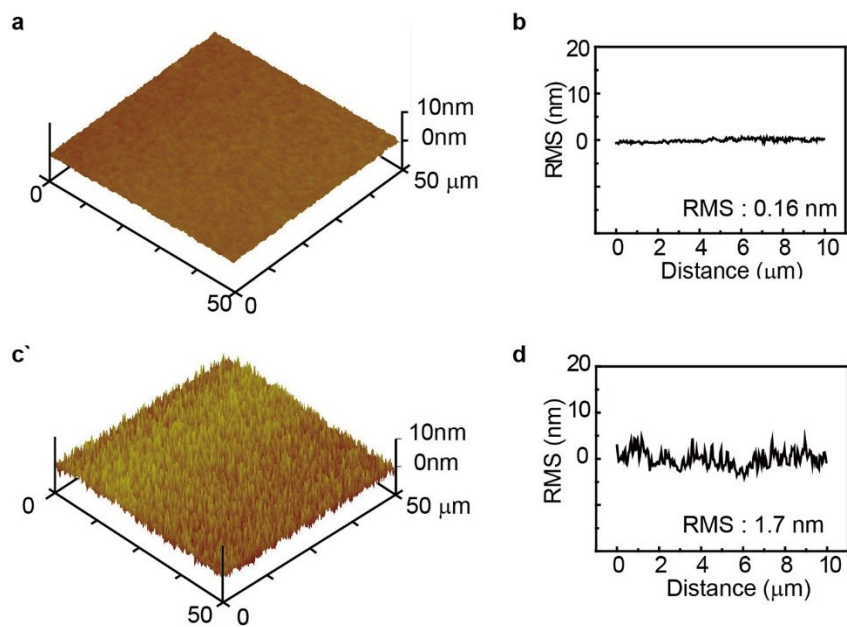 a
10nm
0nm
0
50 μm
50
0
b
20
10
0
RMS (nm)
RMS : 0.16 nm
0 2 4 6 8 10
Distance (μm)
c`
10nm
0nm
0
50 μm
50
0
d
20
10
0
RMS (nm)
RMS : 1.7 nm
0 2 4 6 8 10
Distance (μm)